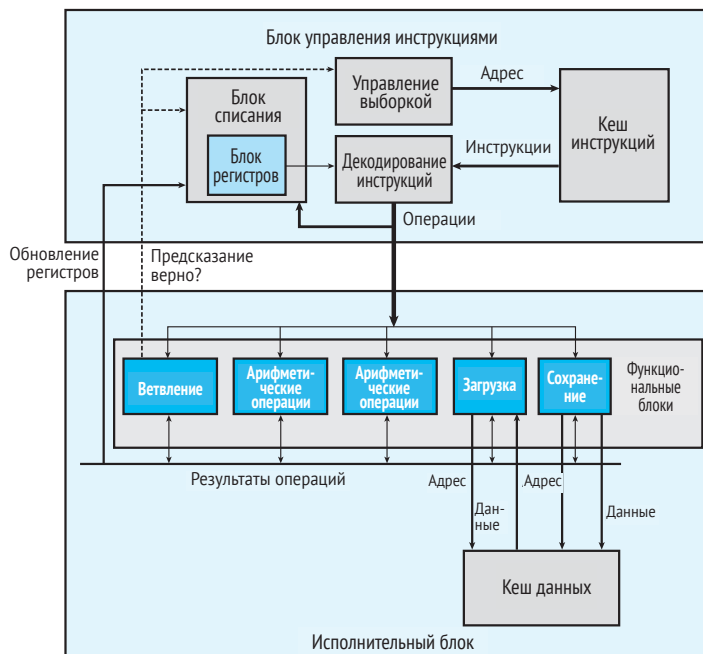 Блок управления инструкциями
Блок
списания
Блок
регистров
Управление
выборкой
Адрес
Кеш
инструкций
Декодирование
инструкций
Инструкции
Операции
Обновление
регистров
Предсказание
верно?
Ветвление
Арифмети-
ческие
операции
Арифмети-
ческие
операции
Загрузка
Сохране-
ние
Функцио-
нальные
блоки
Результаты операций
Адрес
Адрес
Дан-
ные
Данные
Кеш данных
Исполнительный блок